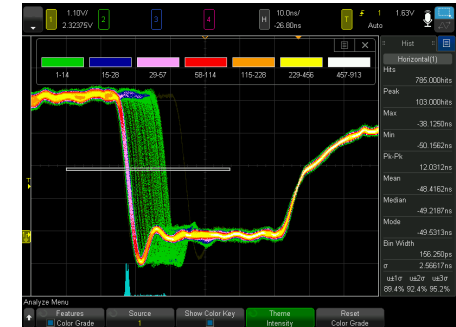 1 1.10V/ 2 3 4 H 10.0ns/ T 1 1.63V
2.32375V -26.80ns Auto
Hist
Horizontal(1)
1-14 15-28 29-57 58-114 115-228 229-456 457-913
Hits
785.000hits
Peak
103.000hits
Max
-38.1250ns
Min
-50.1562ns
Pk-Pk
12.0312ns
Mean
-48.4162ns
Median
-49.2187ns
Mode
-49.5313ns
Bin Width
156.250ps
σ 2.56617ns
u±1σ u±2σ u±3σ
89.4% 92.4% 95.2%
Analyze Menu
Features Source Show Color Key Theme Reset
Color Grade 1 Intensity Color Grade